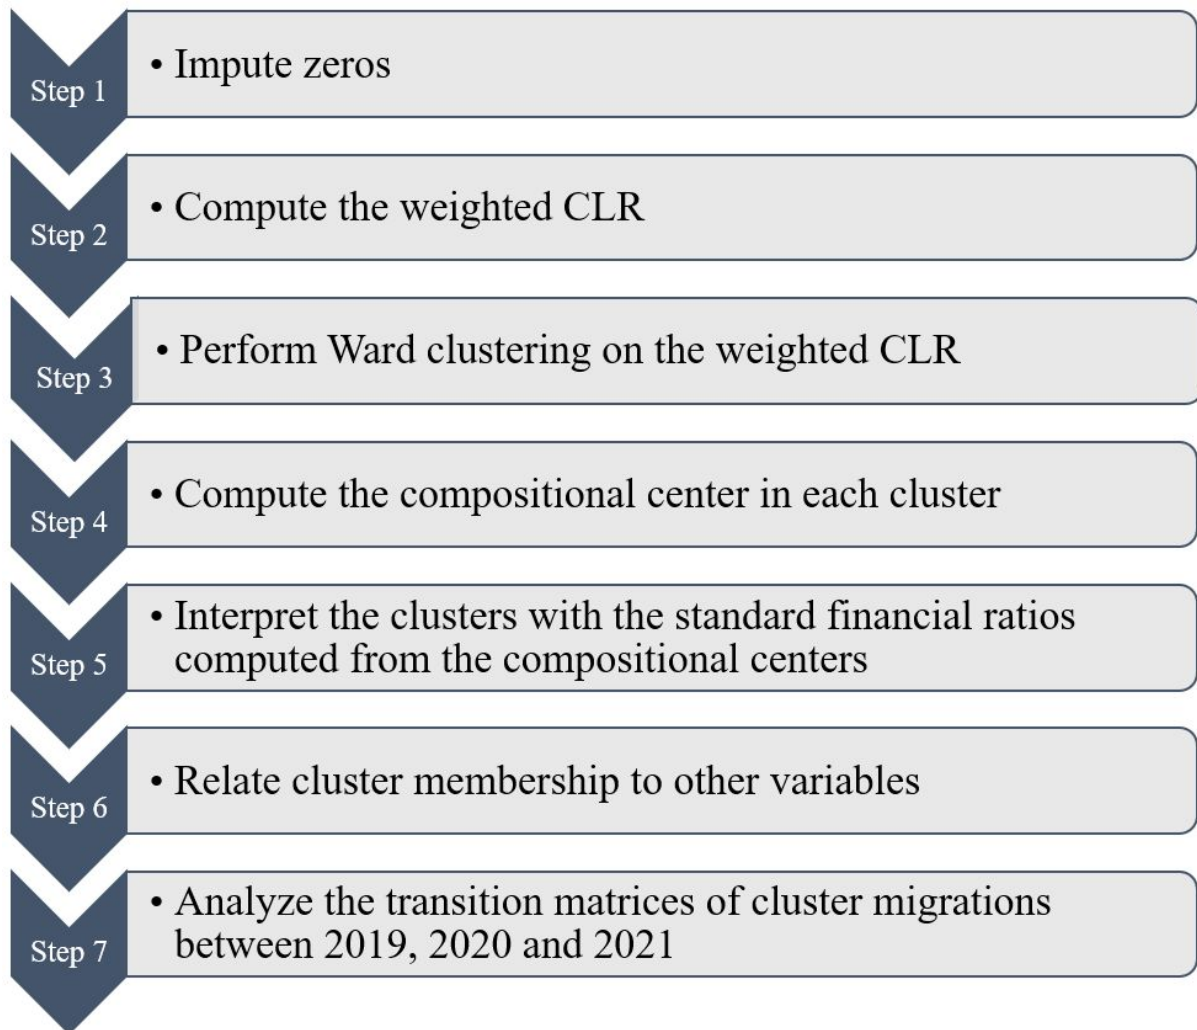 Step 1
• Impute zeros
Step 2
• Compute the weighted CLR
Step 3
• Perform Ward clustering on the weighted CLR
Step 4
• Compute the compositional center in each cluster
Step 5
• Interpret the clusters with the standard financial ratios
computed from the compositional centers
Step 6
• Relate cluster membership to other variables
Step 7
• Analyze the transition matrices of cluster migrations
between 2019, 2020 and 2021